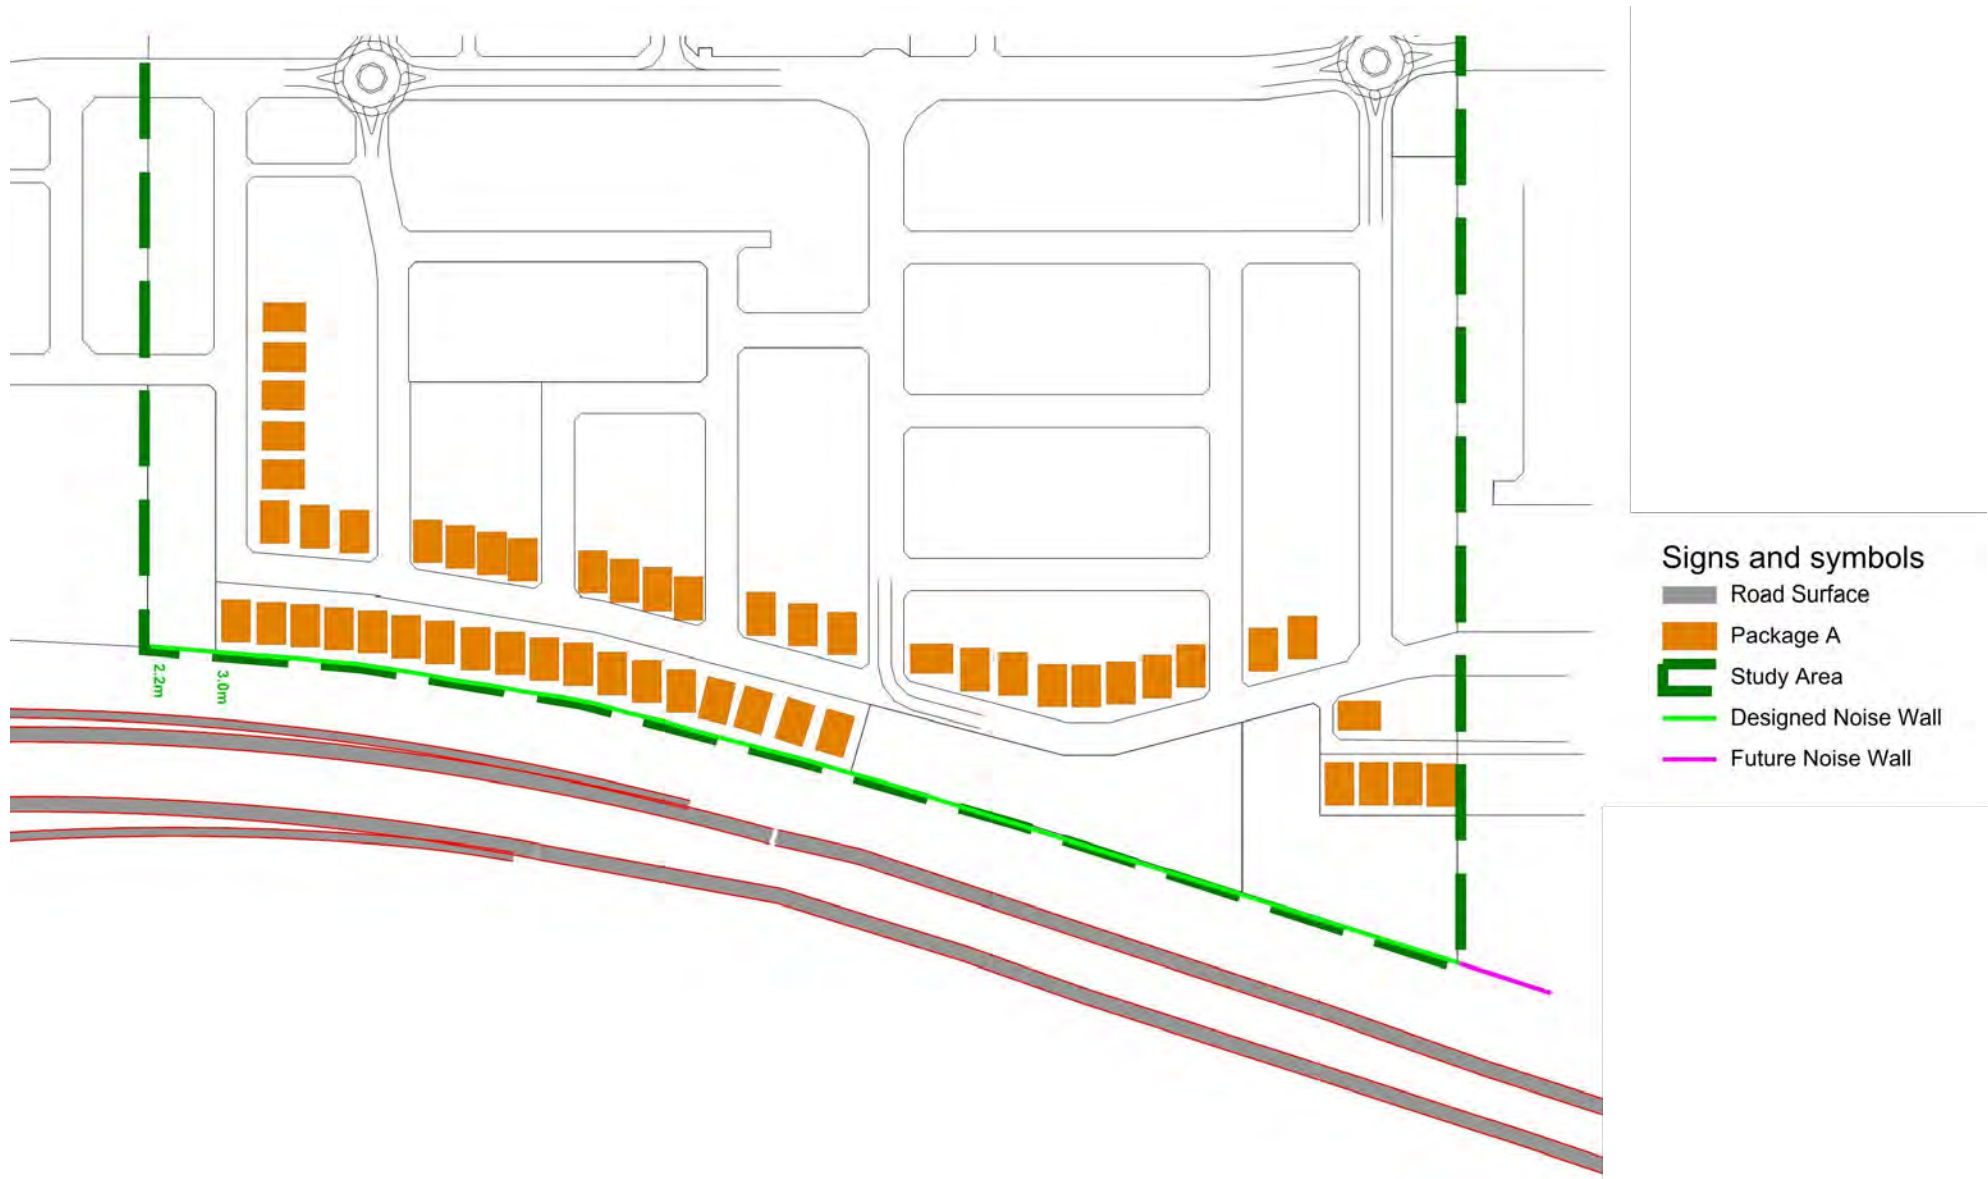 2.2m
3.0m
Signs and symbols
Road Surface
Package A
Study Area
Designed Noise Wall
Future Noise Wall